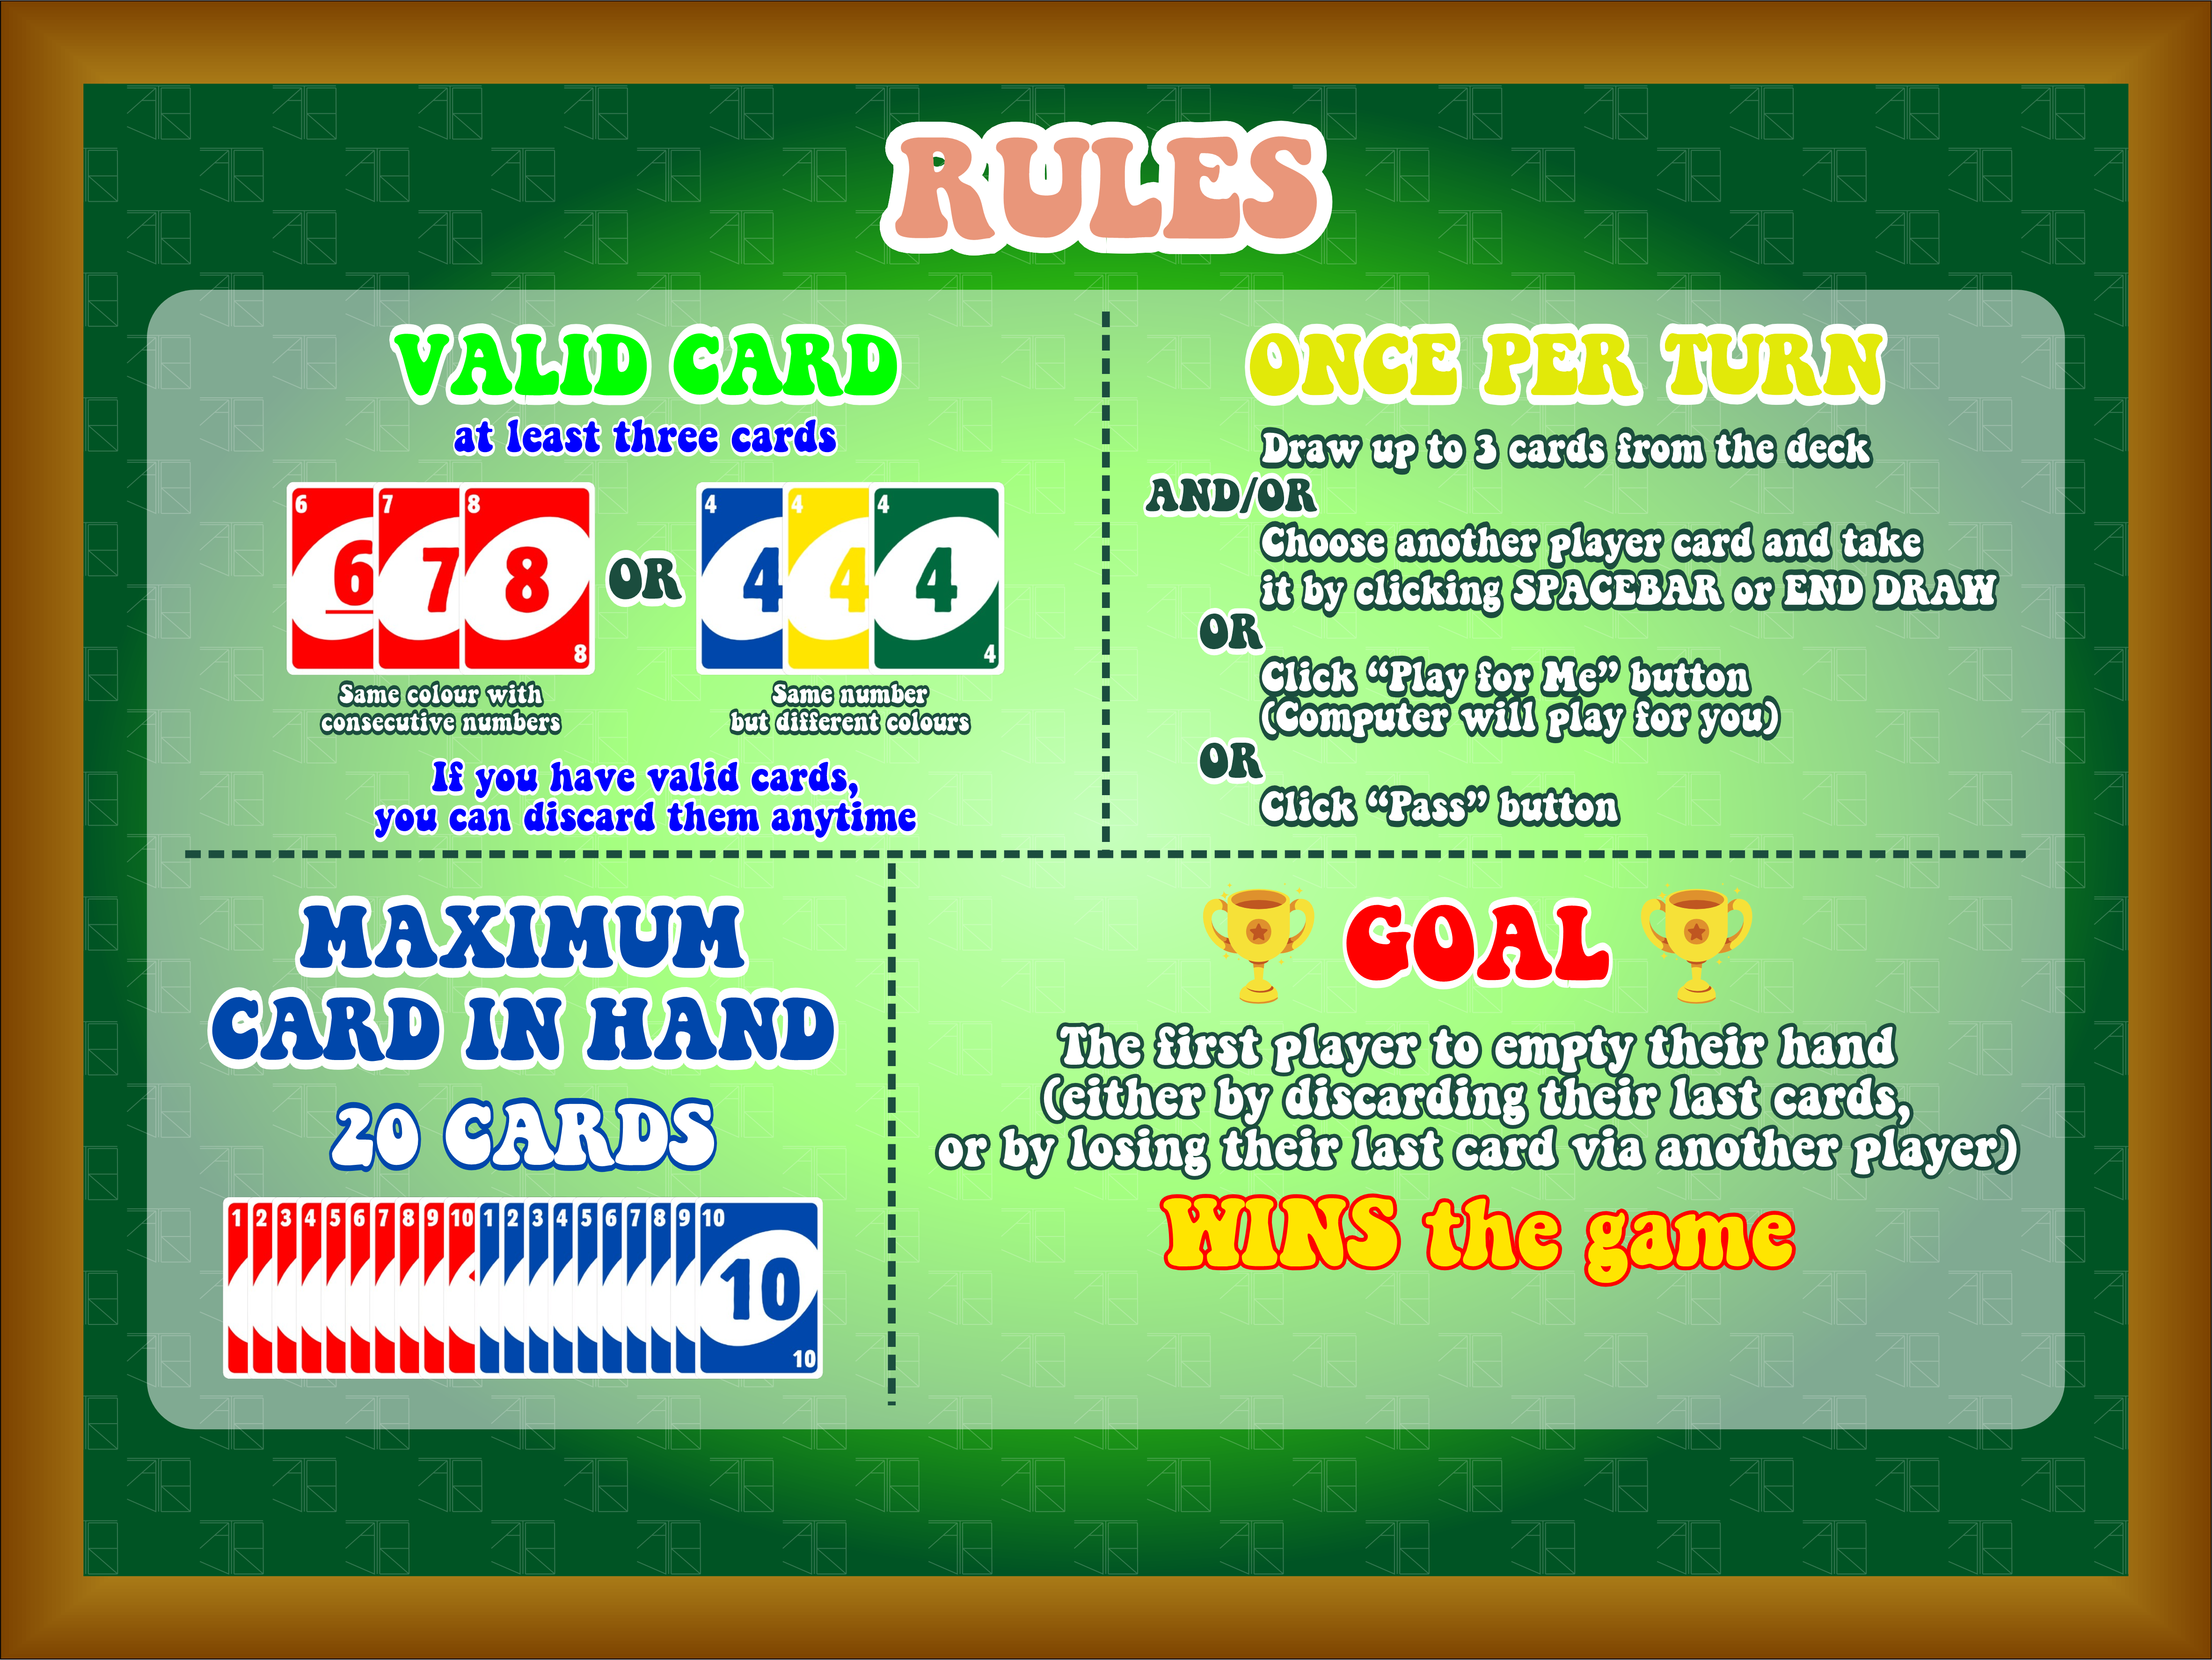 RULES
VALID CARD
at least three cards
6 7 8
6 7 8
8
OR
4 4 4
4 4 4
4
Same colour with
consecutive numbers
Same number
but different colours
If you have valid cards,
you can discard them anytime
ONCE PER TURN
Draw up to 3 cards from the deck
AND/OR
Choose another player card and take
it by clicking SPACEBAR or END DRAW
OR
Click “Play for Me” button
(Computer will play for you)
OR
Click “Pass” button
MAXIMUM
CARD IN HAND
20 CARDS
1 2 3 4 5 6 7 8 9 10 1 2 3 4 5 6 7 8 9 10
10
10
GOAL
The first player to empty their hand
(either by discarding their last cards,
or by losing their last card via another player)
WINS the game